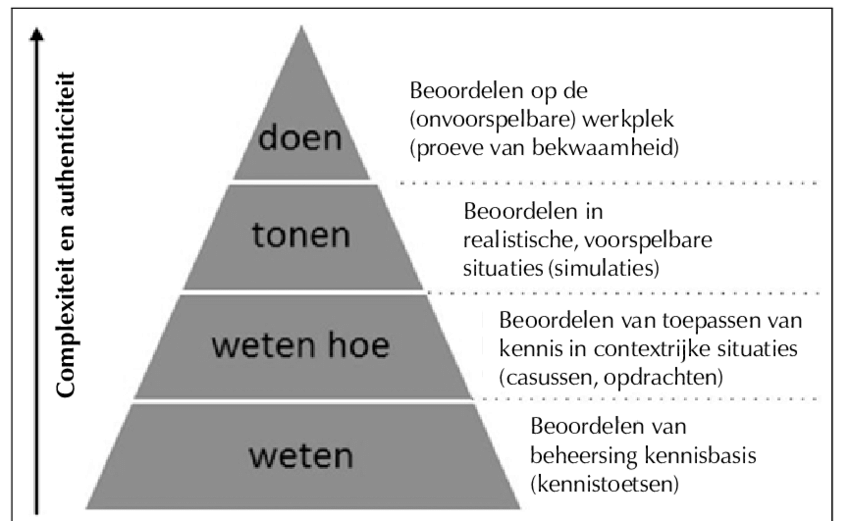 Complexiteit en authenticiteit
doen
Beoordelen op de
(onvoorspelbare) werkplek
(proeve van bekwaamheid)
tonen
Beoordelen in
realistische, voorspelbare
situaties (simulaties)
weten hoe
Beoordelen van toepassen van
kennis in contextrijke situaties
(casussen, opdrachten)
weten
Beoordelen van
beheersing kennisbasis
(kennistoetsen)